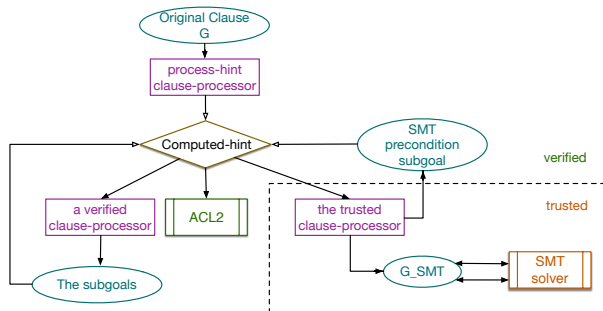 Original Clause
G
process-hint
clause-processor
Computed-hint
SMT
precondition
subgoal
verified
trusted
a verified
clause-processor
ACL2
the trusted
clause-processor
The subgoals
G_SMT
SMT
solver